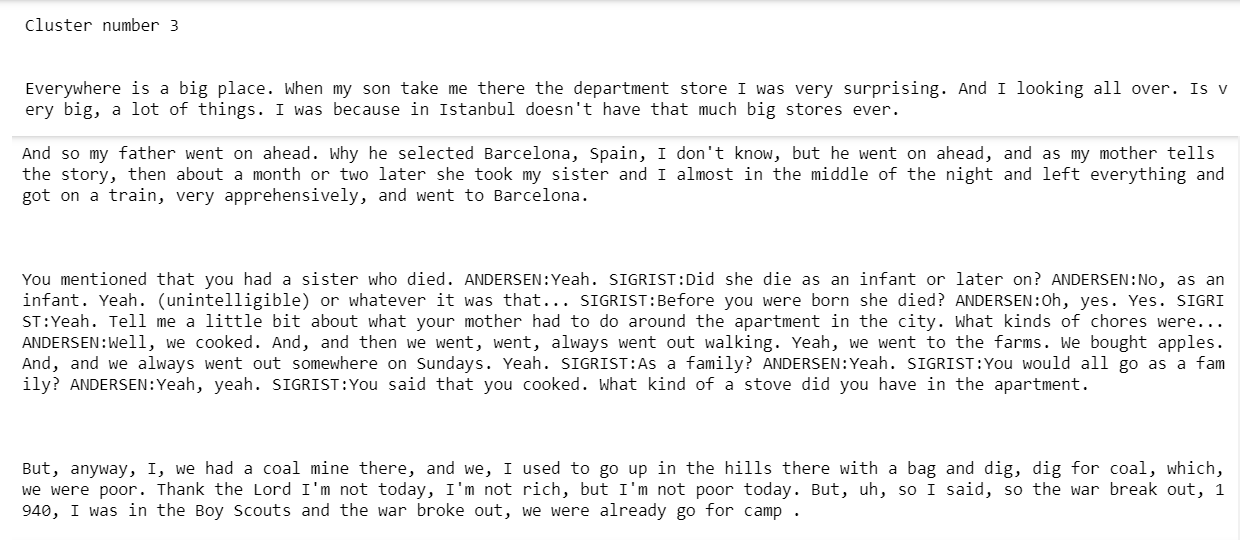 Cluster number 3
Everywhere is a big place. When my son take me there the department store I was very surprising. And I looking all over. Is v
ery big, a lot of things. I was because in Istanbul doesn't have that much big stores ever.
And so my father went on ahead. Why he selected Barcelona, Spain, I don't know, but he went on ahead, and as my mother tells
the story, then about a month or two later she took my sister and I almost in the middle of the night and left everything and
got on a train, very apprehensively, and went to Barcelona.
You mentioned that you had a sister who died. ANDERSEN:Yeah. SIGRIST:Did she die as an infant or later on? ANDERSEN:No, as an
infant. Yeah. (unintelligible) or whatever it was that... SIGRIST:Before you were born she died? ANDERSEN:Oh, yes. Yes. SIGRI
ST:Yeah. Tell me a little bit about what your mother had to do around the apartment in the city. What kinds of chores were...
ANDERSEN:Well, we cooked. And, and then we went, went, always went out walking. Yeah, we went to the farms. We bought apples.
And, and we always went out somewhere on Sundays. Yeah. SIGRIST:As a family? ANDERSEN:Yeah. SIGRIST:You would all go as a fam
ily? ANDERSEN:Yeah, yeah. SIGRIST:You said that you cooked. What kind of a stove did you have in the apartment.
But, anyway, I, we had a coal mine there, and we, I used to go up in the hills there with a bag and dig, dig for coal, which,
we were poor. Thank the Lord I'm not today, I'm not rich, but I'm not poor today. But, uh, so I said, so the war break out, 1
940, I was in the Boy Scouts and the war broke out, we were already go for camp .